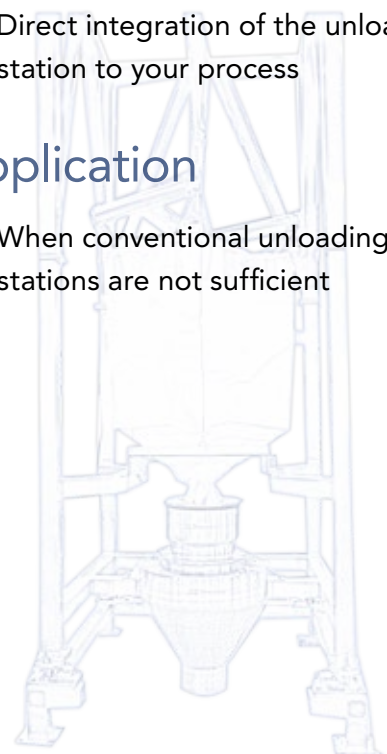 Direct integration of the unloa
station to your process
plication
When conventional unloading
stations are not sufficient